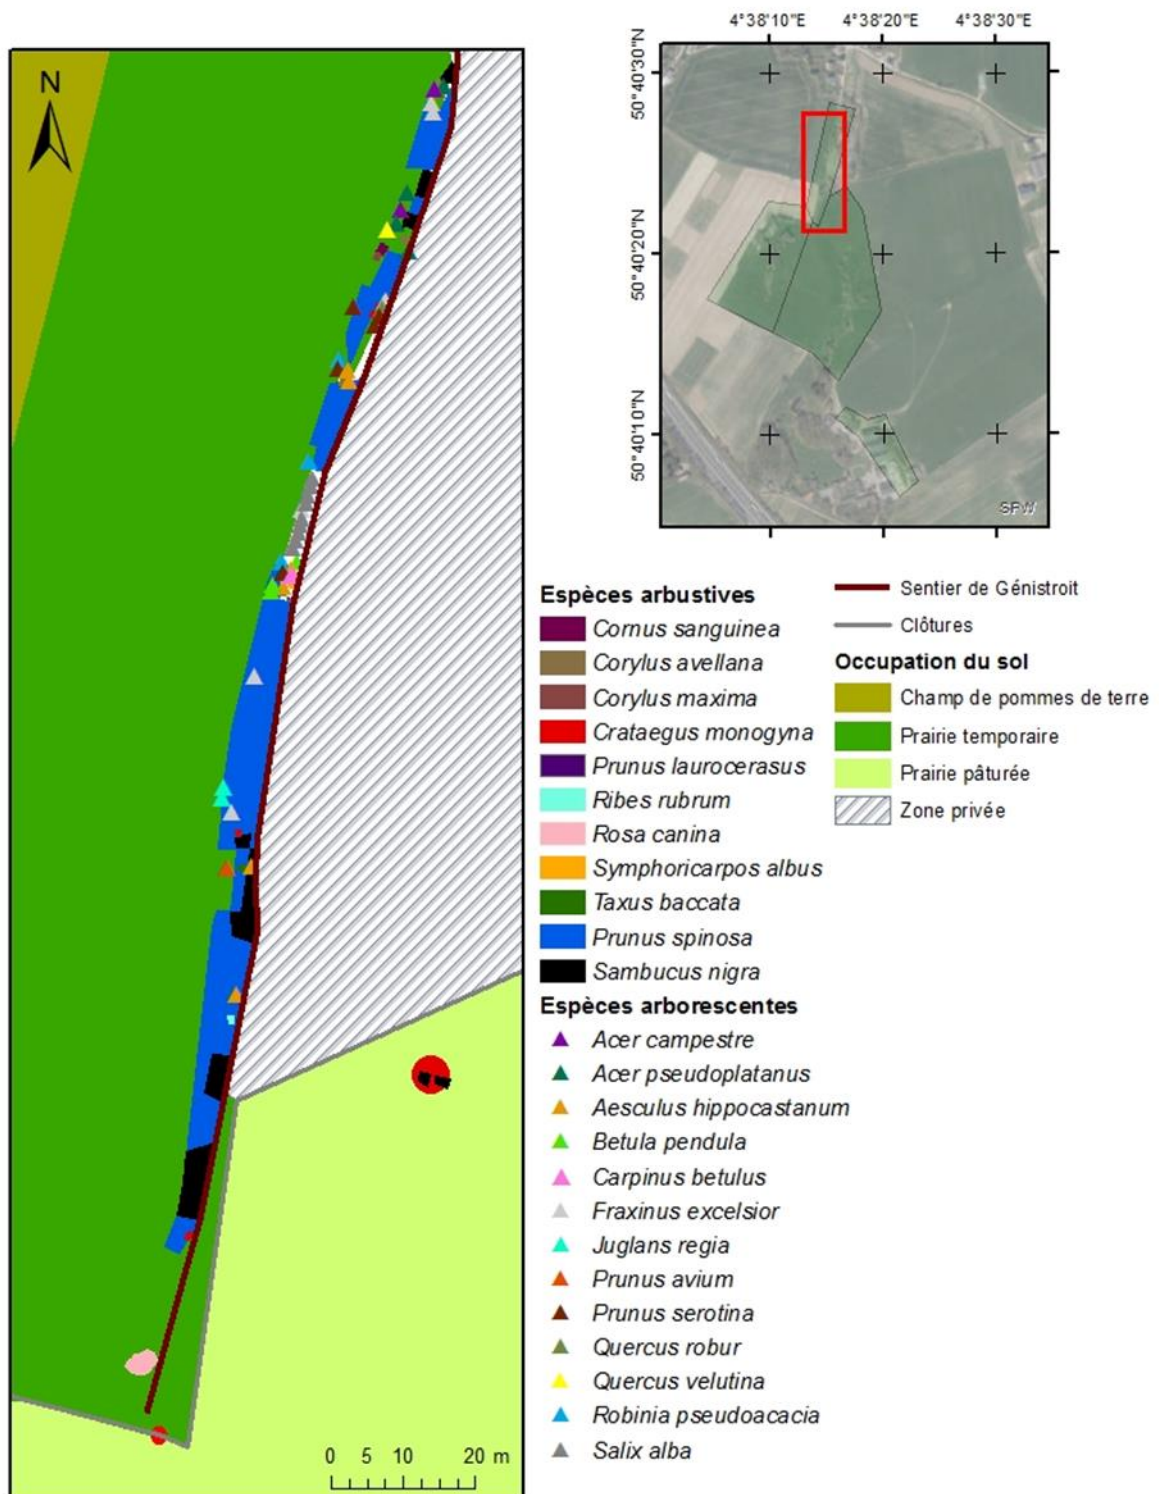 N
0 5 10 20 m
4°38'10"E 4°38'20"E 4°38'30"E
50°40'30"N
50°40'20"N
50°40'10"N
SPW
Espèces arbustives
Cornus sanguinea
Corylus avellana
Corylus maxima
Crataegus monogyna
Prunus laurocerasus
Ribes rubrum
Rosa canina
Symphoricarpos albus
Taxus baccata
Prunus spinosa
Sambucus nigra
Espèces arborescentes
Acer campestre
Acer pseudoplatanus
Aesculus hippocastanum
Betula pendula
Carpinus betulus
Fraxinus excelsior
Juglans regia
Prunus avium
Prunus serotina
Quercus robur
Quercus velutina
Robinia pseudoacacia
Salix alba
Sentier de Génistroit
Clôtures
Occupation du sol
Champ de pommes de terre
Prairie temporaire
Prairie pâturée
Zone privée